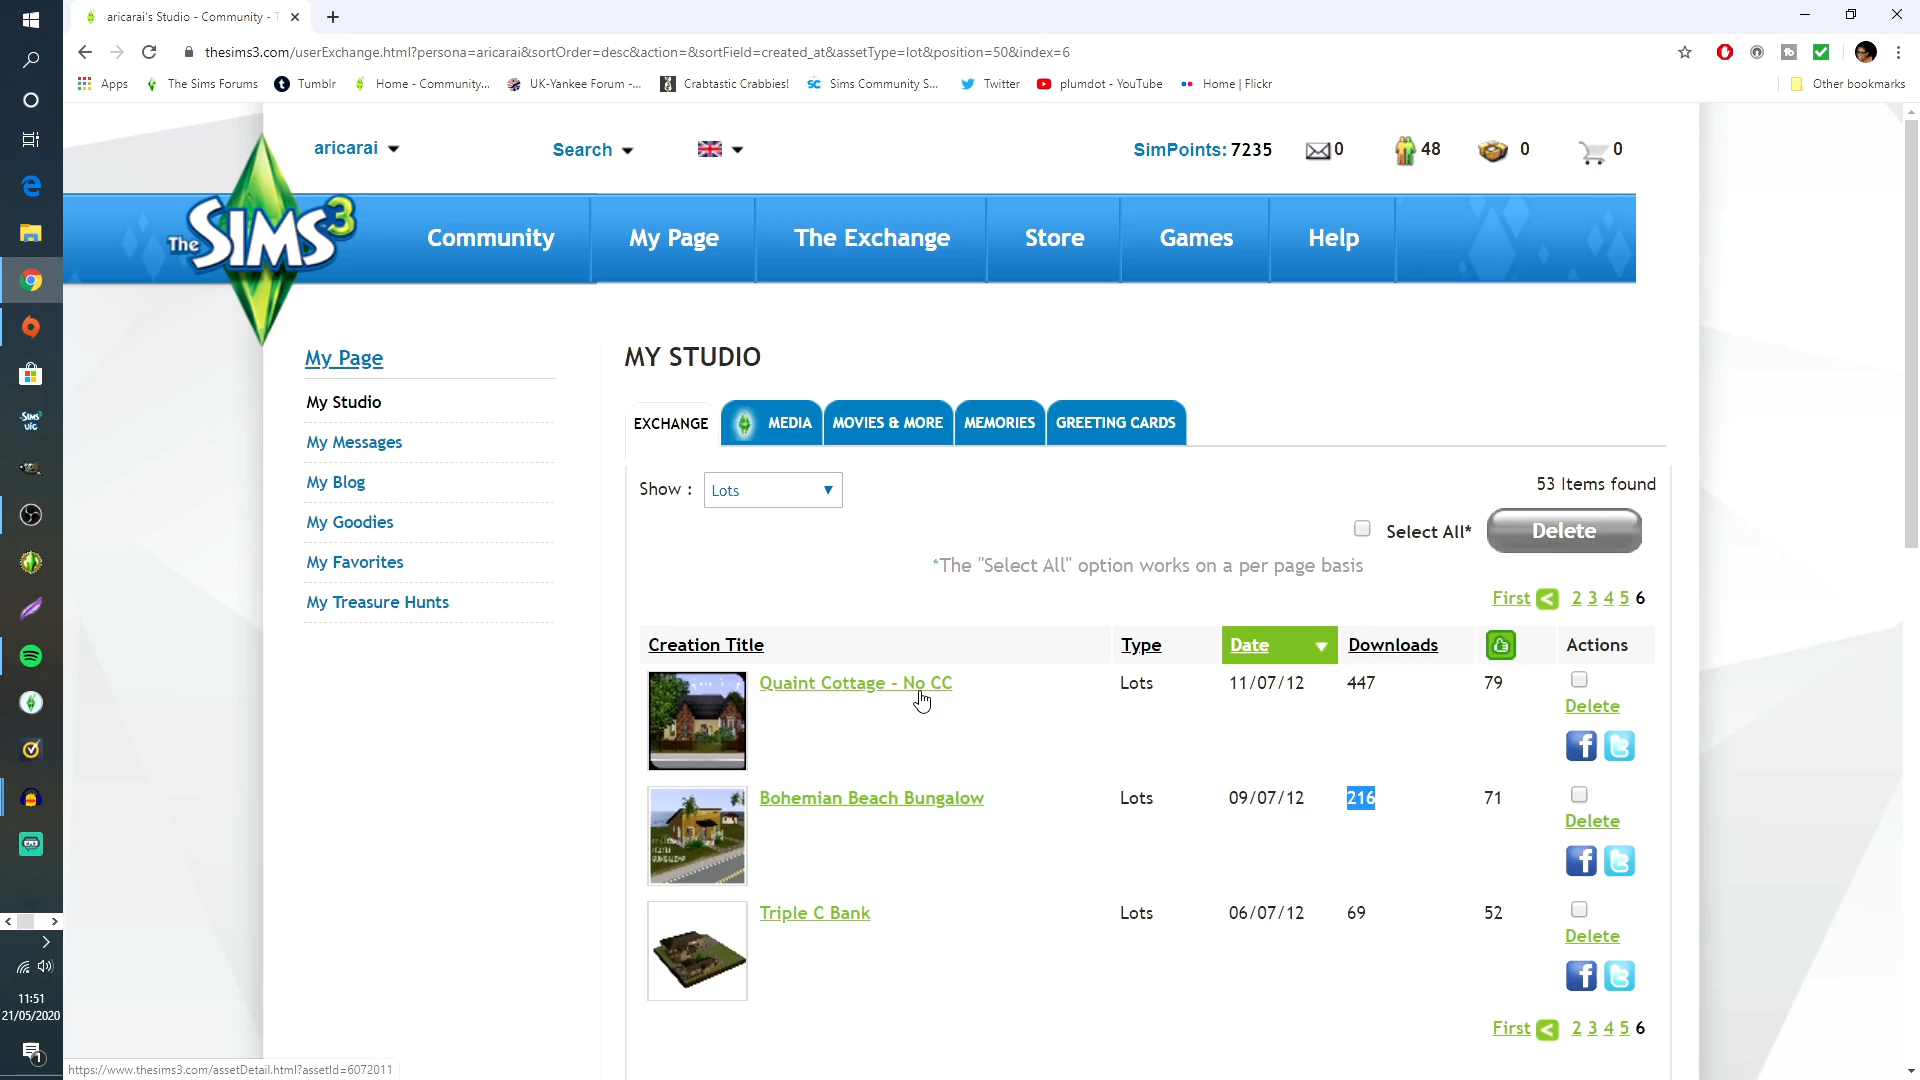 aricarai's Studio - Community -
thesims3.com/userExchange.html?persona=aricarai&sortOrder=desc&action=&sortField=created_at&assetType=lot&position=50&index=6
Apps The Sims Forums Tumblr Home - Community... UK-Yankee Forum -... Crabtastic Crabbies! Sims Community S... Twitter plumdot - YouTube Home | Flickr Other bookmarks
aricarai Search SimPoints: 7235 0 48 0 0
The SIMS 3
Community My Page The Exchange Store Games Help
My Page
My Studio
My Messages
My Blog
My Goodies
My Favorites
My Treasure Hunts
MY STUDIO
EXCHANGE MEDIA MOVIES & MORE MEMORIES GREETING CARDS
Show : Lots 53 Items found
Select All* Delete
*The "Select All" option works on a per page basis
First < 2 3 4 5 6
Creation Title Type Date Downloads Actions
Quaint Cottage - No CC Lots 11/07/12 447 79
Delete
Bohemian Beach Bungalow Lots 09/07/12 216 71
Delete
Triple C Bank Lots 06/07/12 69 52
Delete
First < 2 3 4 5 6
11:51
21/05/2020
1
https://www.thesims3.com/assetDetail.html?assetId=6072011